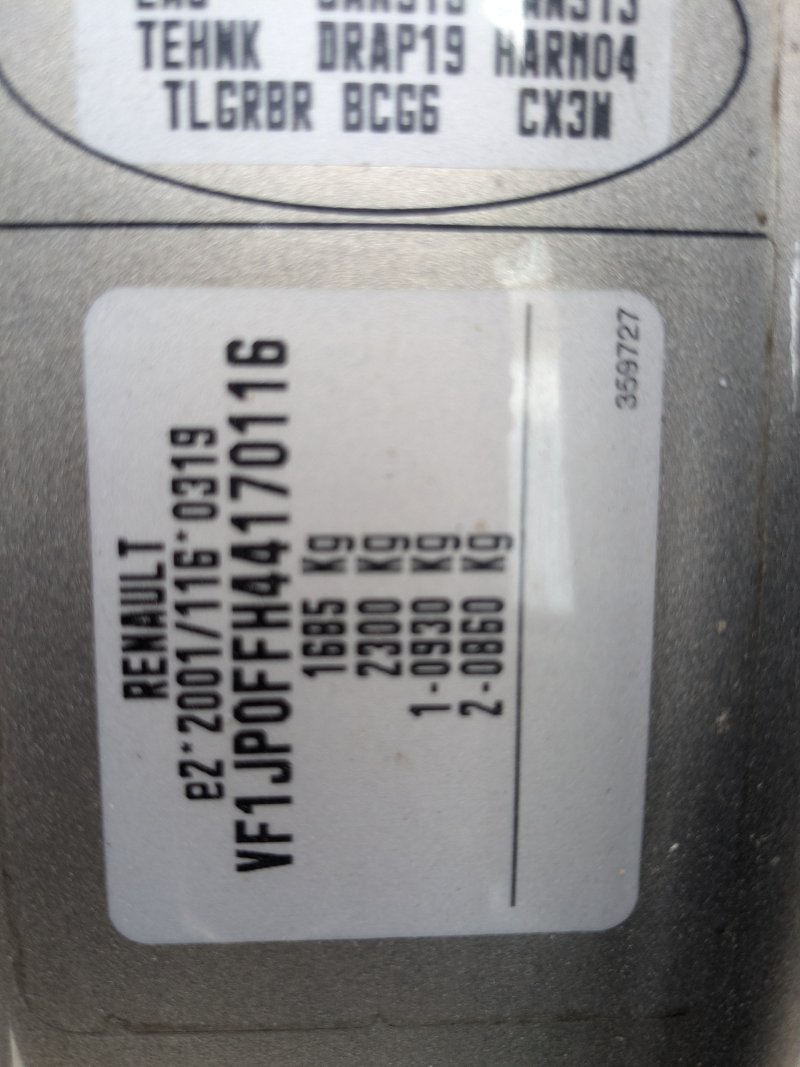 TEHNK DRAP19 HARM04
TLGRBR BCG6 CX3M
RENAULT
e2*2001/116*0319
VF1JP0FFH44170116
1685 Kg
2300 Kg
1-0930 Kg
2-0860 Kg
359727